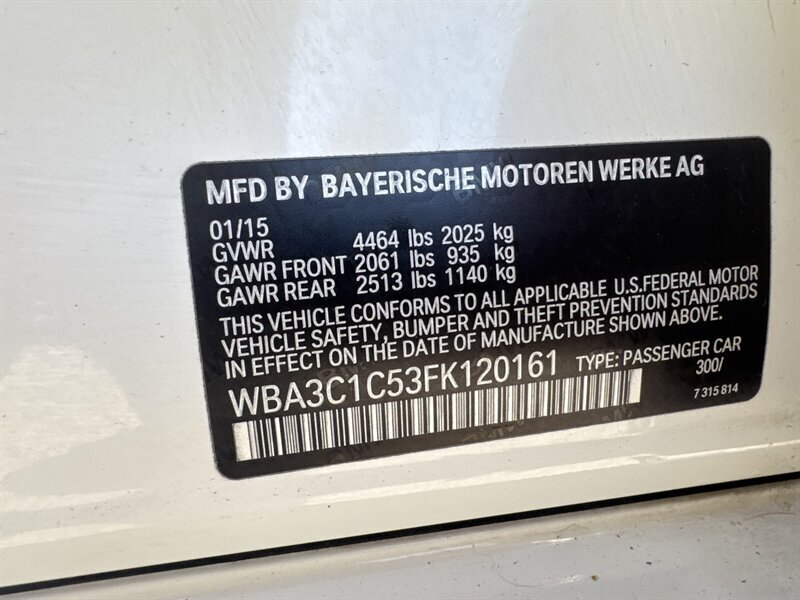 MFD BY BAYERISCHE MOTOREN WERKE AG
01/15
GVWR 4464 lbs 2025 kg
GAWR FRONT 2061 lbs 935 kg
GAWR REAR 2513 lbs 1140 kg
THIS VEHICLE CONFORMS TO ALL APPLICABLE U.S.FEDERAL MOTOR
VEHICLE SAFETY, BUMPER AND THEFT PREVENTION STANDARDS
IN EFFECT ON THE DATE OF MANUFACTURE SHOWN ABOVE.
WBA3C1C53FK120161 TYPE: PASSENGER CAR
300/
7 315 814